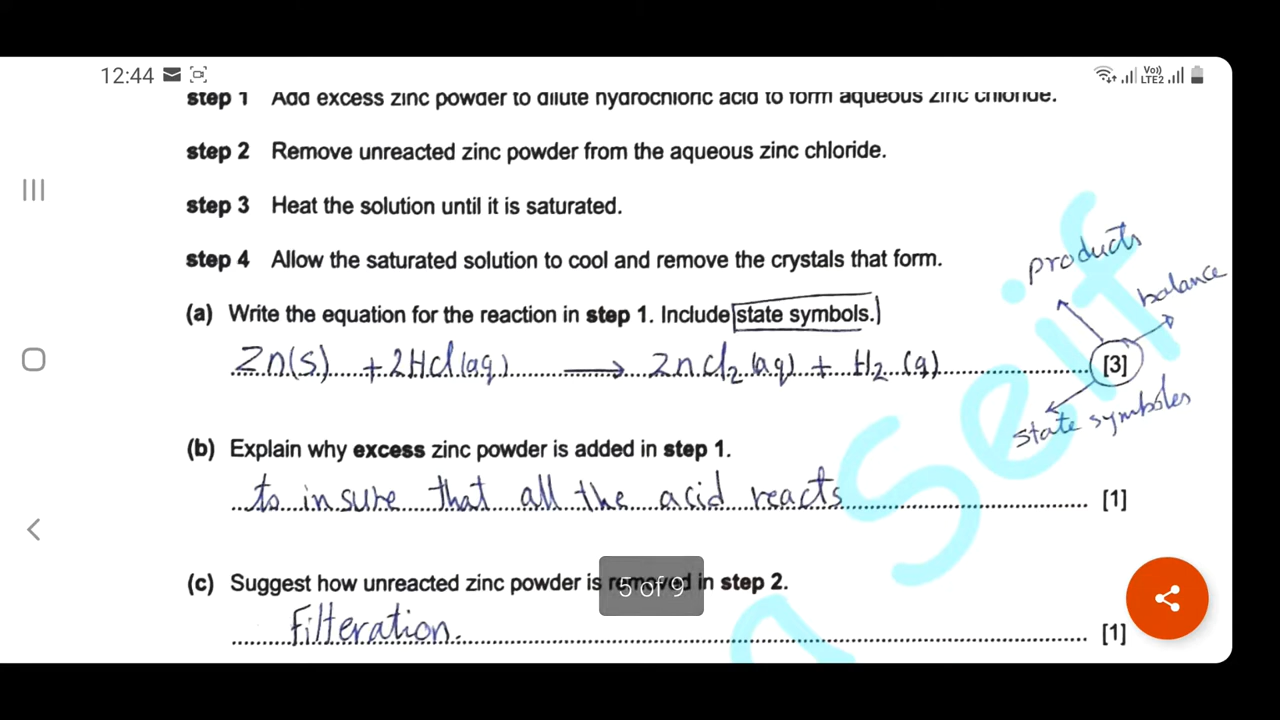 12:44
Vo)) LTE2
step 1 Add excess zinc powder to dilute hydrochloric acid to form aqueous zinc chloride.
step 2 Remove unreacted zinc powder from the aqueous zinc chloride.
step 3 Heat the solution until it is saturated.
step 4 Allow the saturated solution to cool and remove the crystals that form.
products
balance
(a) Write the equation for the reaction in step 1. Include state symbols.
Zn(s) + 2HCl(aq) ⟶ ZnCl₂(aq) + H₂(g) [3]
state symboles
(b) Explain why excess zinc powder is added in step 1.
to insure that all the acid reacts [1]
(c) Suggest how unreacted zinc powder is removed in step 2.
5 of 9
Filteration. [1]
a Seif